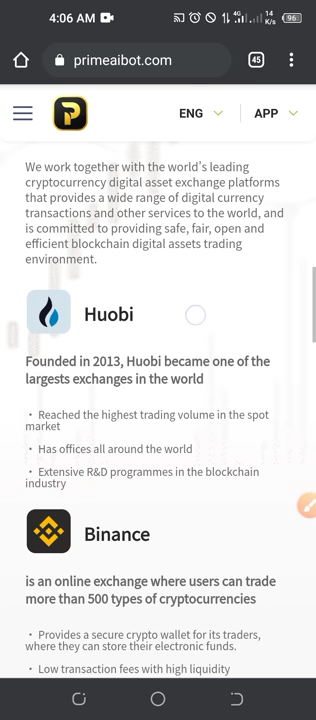 4:06 AM
4G
14
K/s
96
primeaibot.com
45
ENG
APP
We work together with the world's leading
cryptocurrency digital asset exchange platforms
that provides a wide range of digital currency
transactions and other services to the world, and
is committed to providing safe, fair, open and
efficient blockchain digital assets trading
environment.
Huobi
Founded in 2013, Huobi became one of the
largests exchanges in the world
・ Reached the highest trading volume in the spot
market
・ Has offices all around the world
・ Extensive R&D programmes in the blockchain
industry
Binance
is an online exchange where users can trade
more than 500 types of cryptocurrencies
・ Provides a secure crypto wallet for its traders,
where they can store their electronic funds.
・ Low transaction fees with high liquidity